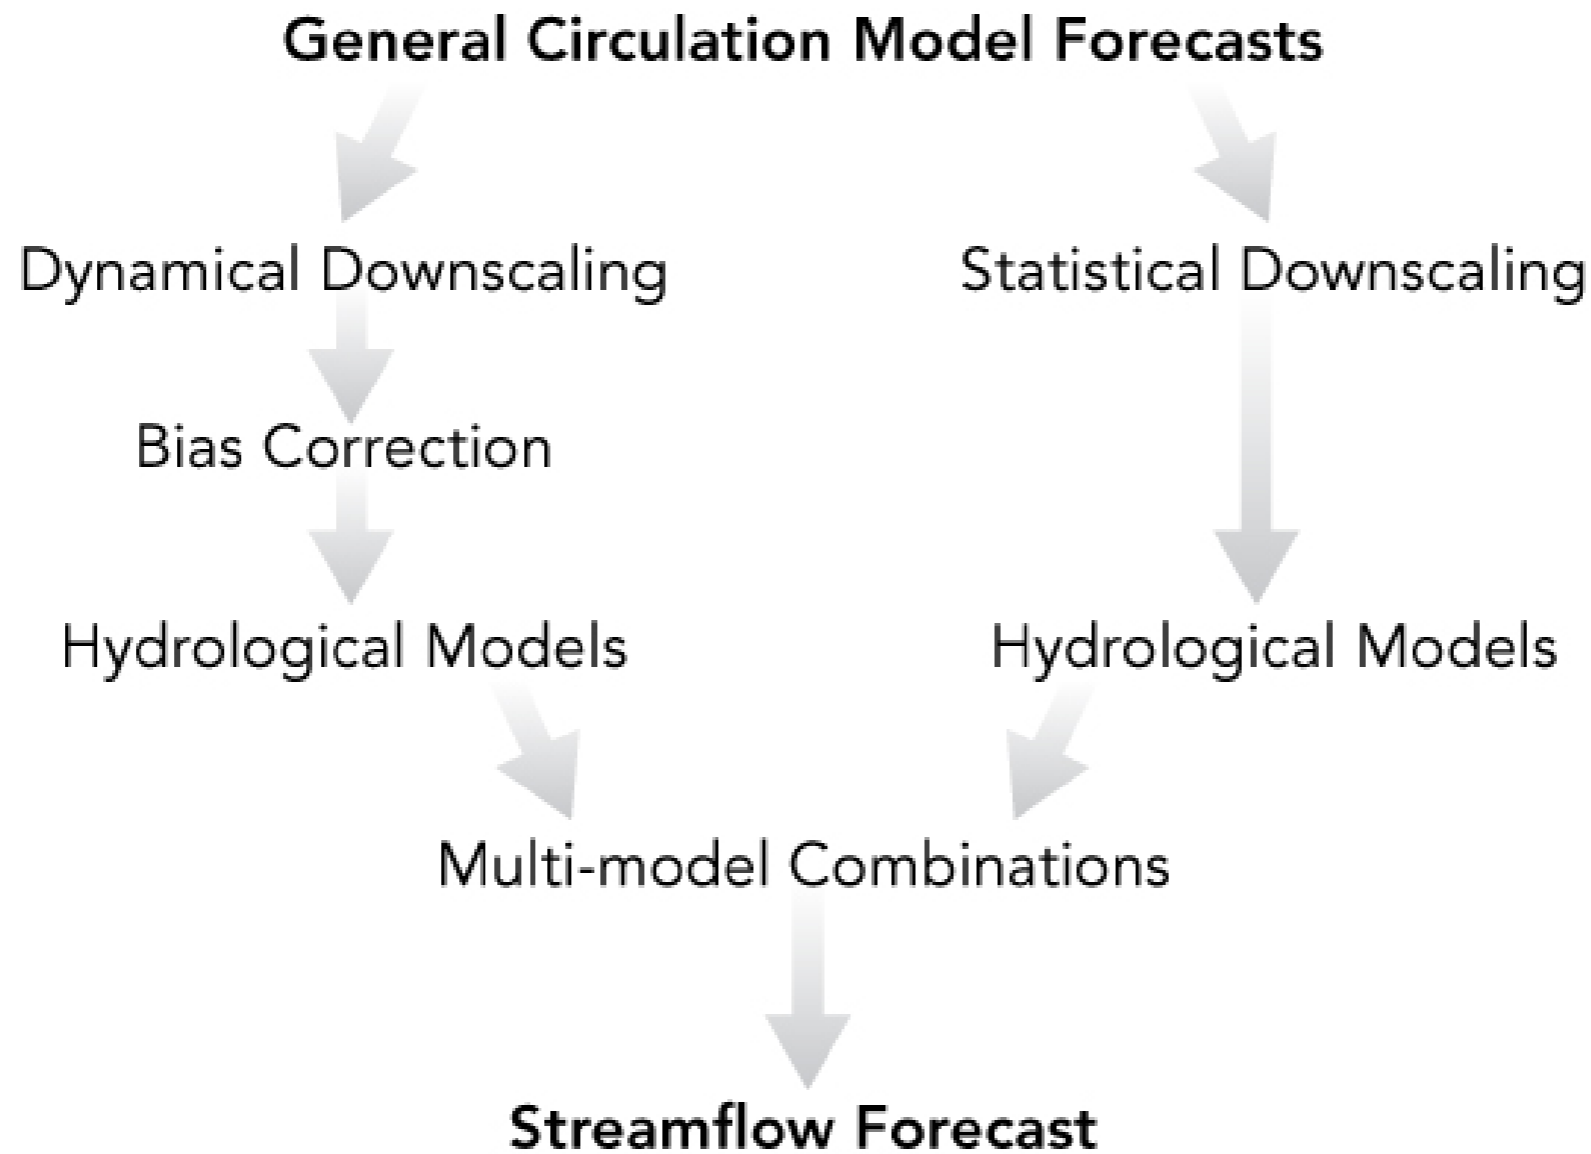 General Circulation Model Forecasts
Dynamical Downscaling
Statistical Downscaling
Bias Correction
Hydrological Models
Hydrological Models
Multi-model Combinations
Streamflow Forecast